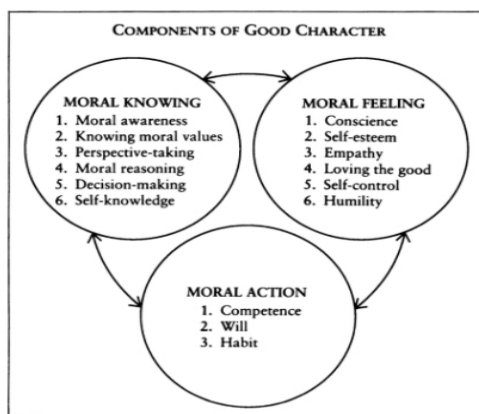 COMPONENTS OF GOOD CHARACTER
MORAL KNOWING
1. Moral awareness
2. Knowing moral values
3. Perspective-taking
4. Moral reasoning
5. Decision-making
6. Self-knowledge
MORAL FEELING
1. Conscience
2. Self-esteem
3. Empathy
4. Loving the good
5. Self-control
6. Humility
MORAL ACTION
1. Competence
2. Will
3. Habit